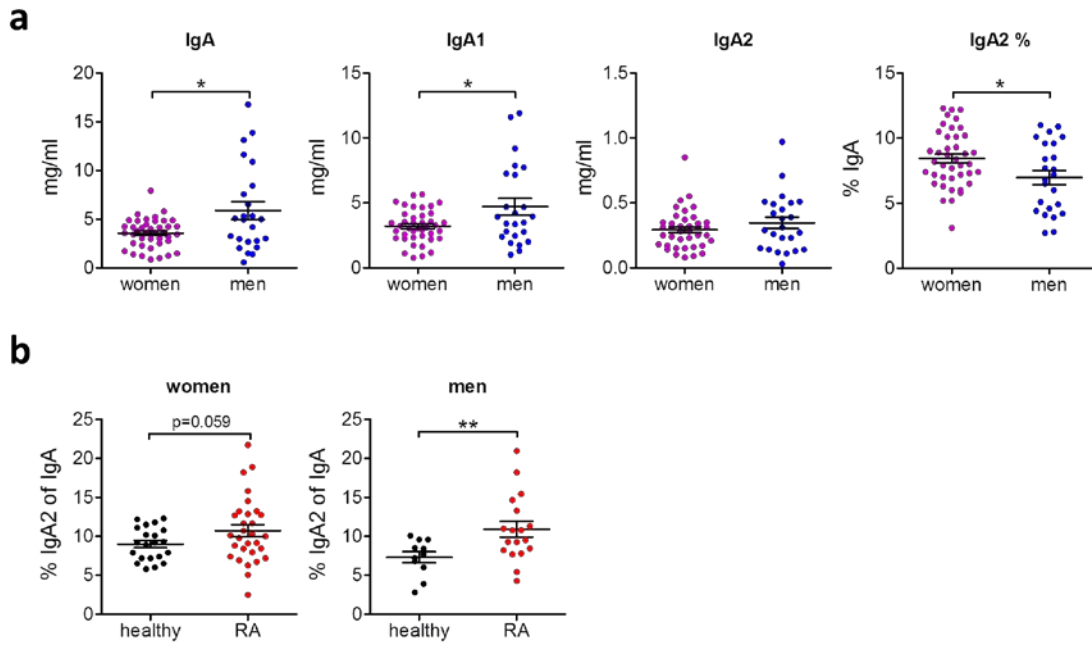 a
IgA
IgA1
IgA2
IgA2 %
20
15
10
5
0
mg/ml
*
women
men
15
10
5
0
mg/ml
*
women
men
1.5
1.0
0.5
0.0
mg/ml
women
men
15
10
5
0
% IgA
*
women
men
b
women
men
25
20
15
10
5
0
% IgA2 of IgA
p=0.059
healthy
RA
25
20
15
10
5
0
% IgA2 of IgA
**
healthy
RA